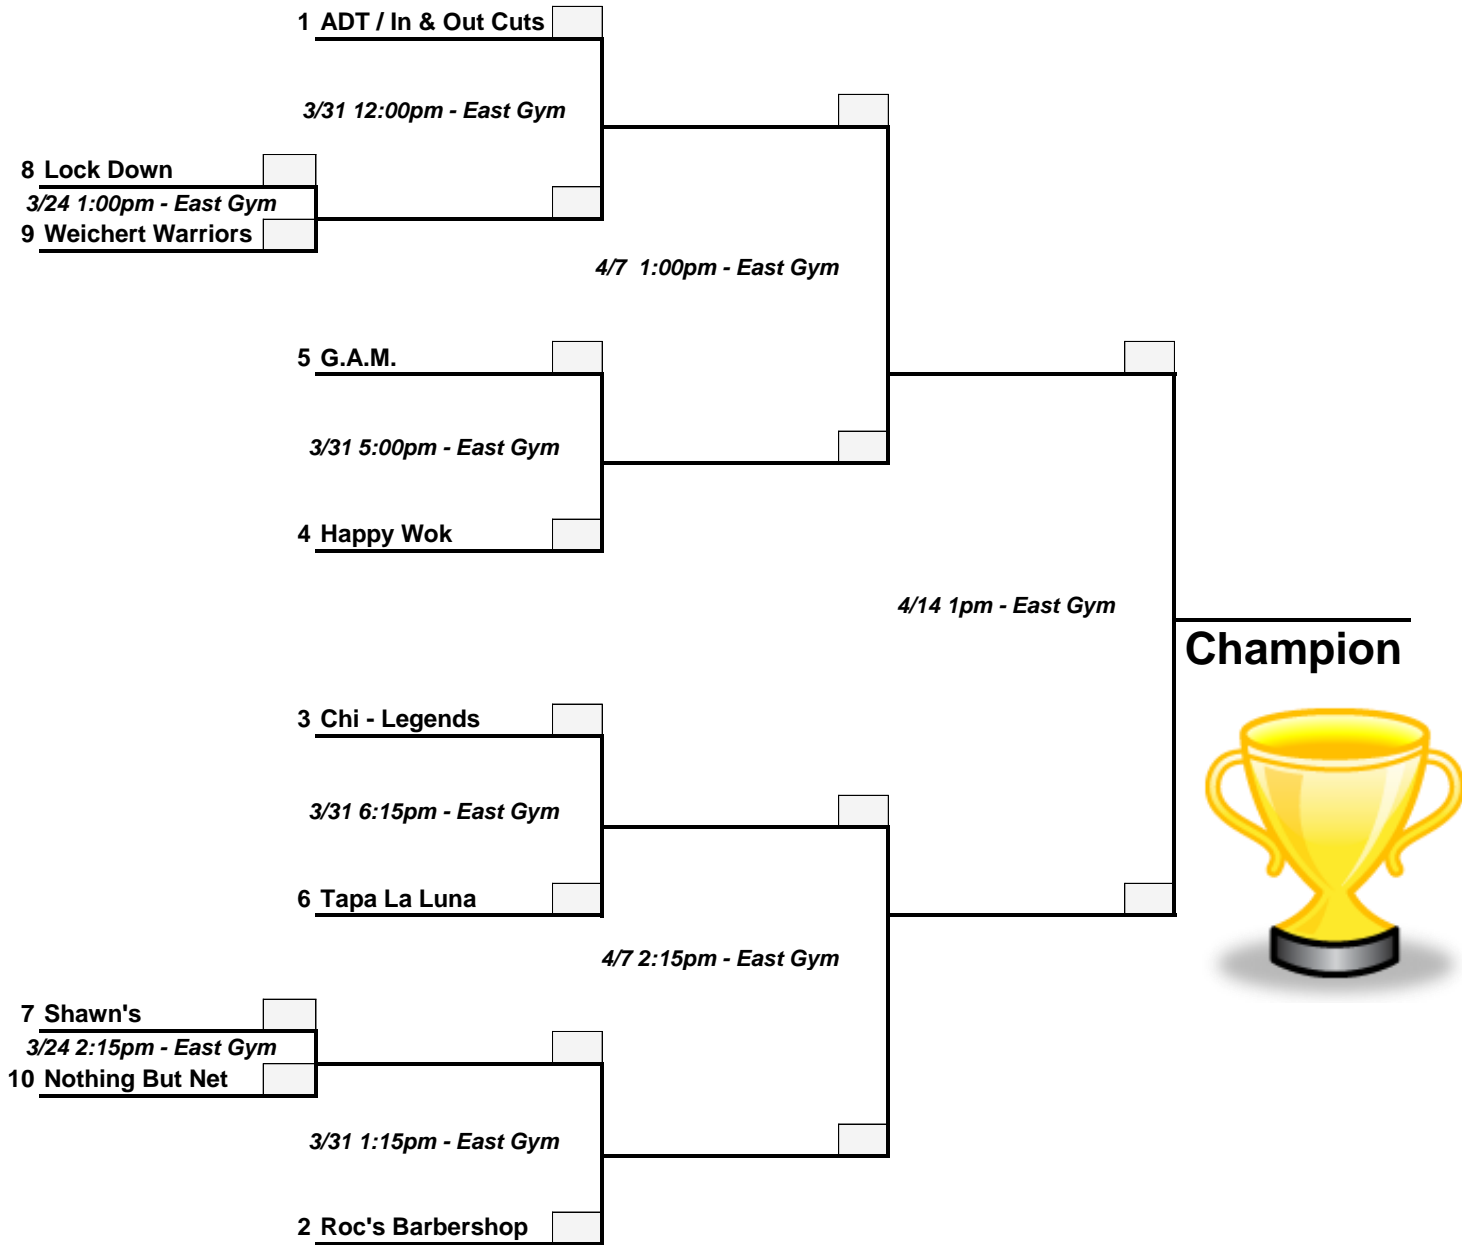 1 ADT / In & Out Cuts
3/31 12:00pm - East Gym
8 Lock Down
3/24 1:00pm - East Gym
9 Weichert Warriors
4/7  1:00pm - East Gym
5 G.A.M.
3/31 5:00pm - East Gym
4 Happy Wok
4/14 1pm - East Gym
Champion
3 Chi - Legends
3/31 6:15pm - East Gym
6 Tapa La Luna
4/7 2:15pm - East Gym
7 Shawn's
3/24 2:15pm - East Gym
10 Nothing But Net
3/31 1:15pm - East Gym
2 Roc's Barbershop